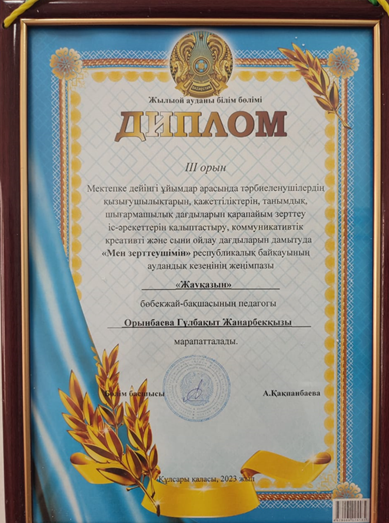 Жылыой ауданы білім бөлімі
ДИПЛОМ
III орын
Мектепке дейінгі ұйымдар арасында тәрбиеленушілердің
қызығушылықтарын, қажеттіліктерін, танымдық,
шығармашылық дағдыларын қарапайым зерттеу
іс-әрекеттерін қалыптастыру, коммуникативтік
креативті және сыни ойлау дағдыларын дамытуда
«Мен зерттеушімін» республикалық байқауының
аудандық кезеңінің жеңімпазы
«Жауқазын»
бөбекжай-бақшасының педагогы
Орынбаева Гүлбақыт Жанарбекқызы
марапатталады.
Бөлім басшысы А.Қақпанбаева
Құлсары қаласы, 2023 жыл